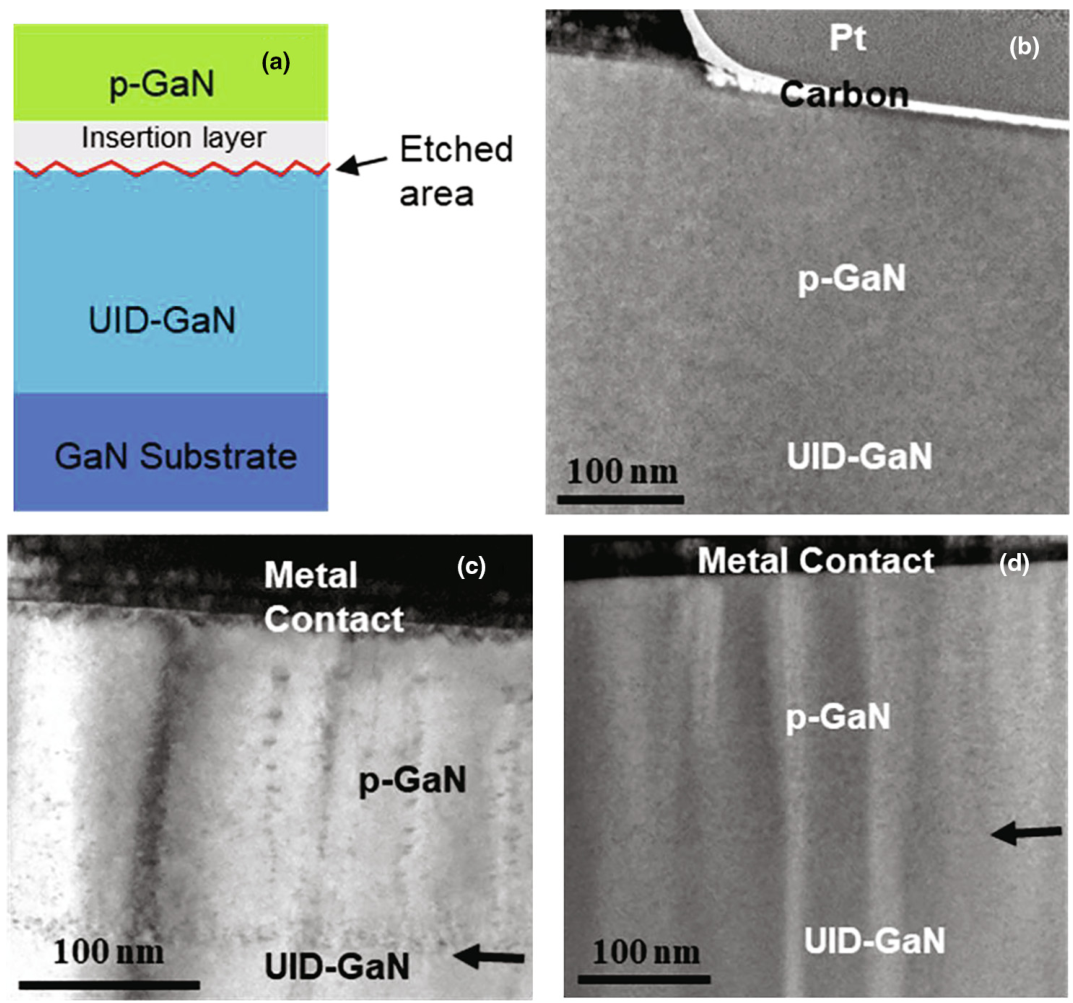 (a)
p-GaN
Insertion layer
Etched
area
UID-GaN
GaN Substrate
Pt
(b)
Carbon
p-GaN
UID-GaN
100 nm
Metal
Contact
(c)
p-GaN
100 nm
UID-GaN
Metal Contact
(d)
p-GaN
UID-GaN
100 nm